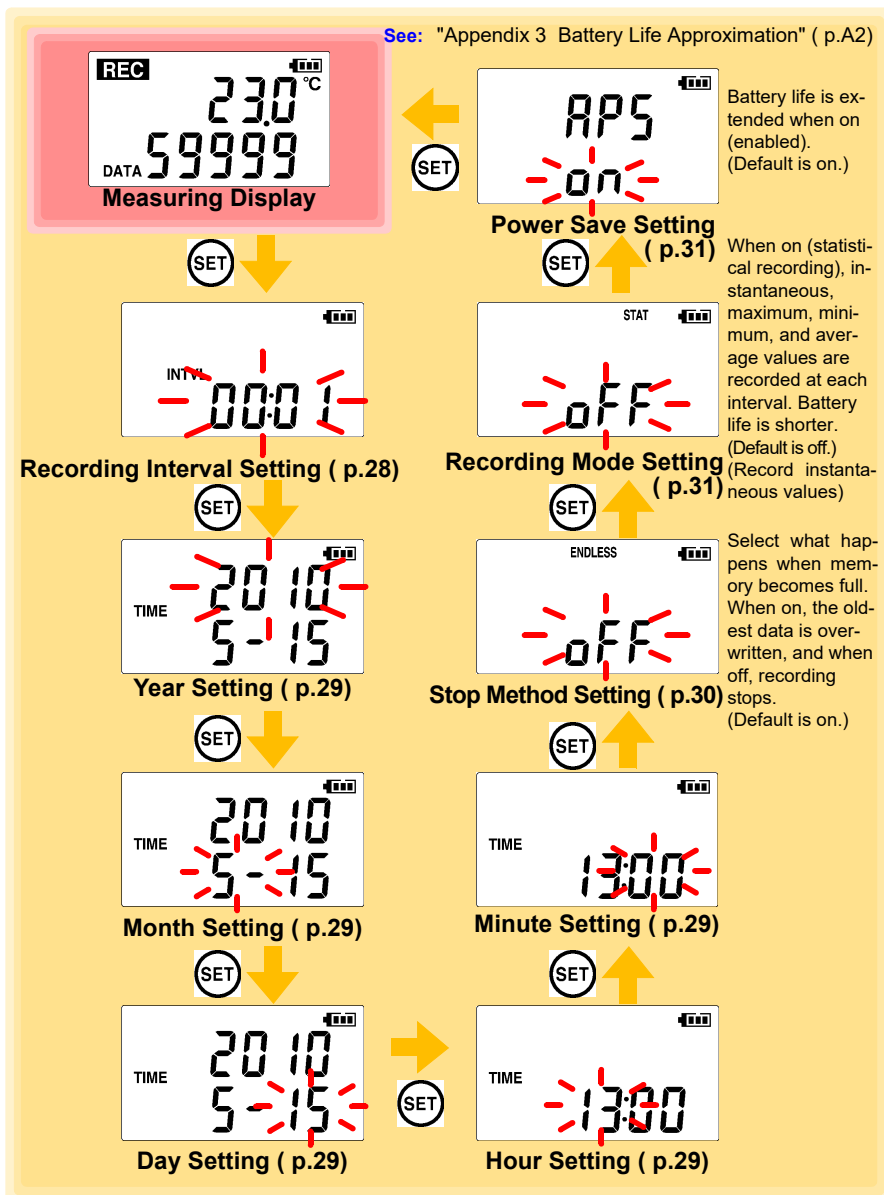 See: "Appendix 3 Battery Life Approximation" ( p.A2)
REC
23.0 °C
DATA 59999
Measuring Display
SET
INTVL
00:01
Recording Interval Setting ( p.28)
SET
TIME
2010
5-15
Year Setting ( p.29)
SET
TIME
2010
5-15
Month Setting ( p.29)
SET
TIME
2010
5-15
Day Setting ( p.29)
SET
TIME
13:00
Hour Setting ( p.29)
SET
TIME
13:00
Minute Setting ( p.29)
SET
ENDLESS
oFF
Stop Method Setting ( p.30)
Select what hap-
pens when mem-
ory becomes full.
When on, the old-
est data is over-
written, and when
off, recording
stops.
(Default is on.)
SET
STAT
oFF
Recording Mode Setting
( p.31)
When on (statisti-
cal recording), in-
stantaneous,
maximum, mini-
mum, and aver-
age values are
recorded at each
interval. Battery
life is shorter.
(Default is off.)
(Record instanta-
neous values)
SET
APS
on
Power Save Setting
( p.31)
Battery life is ex-
tended when on
(enabled).
(Default is on.)
SET